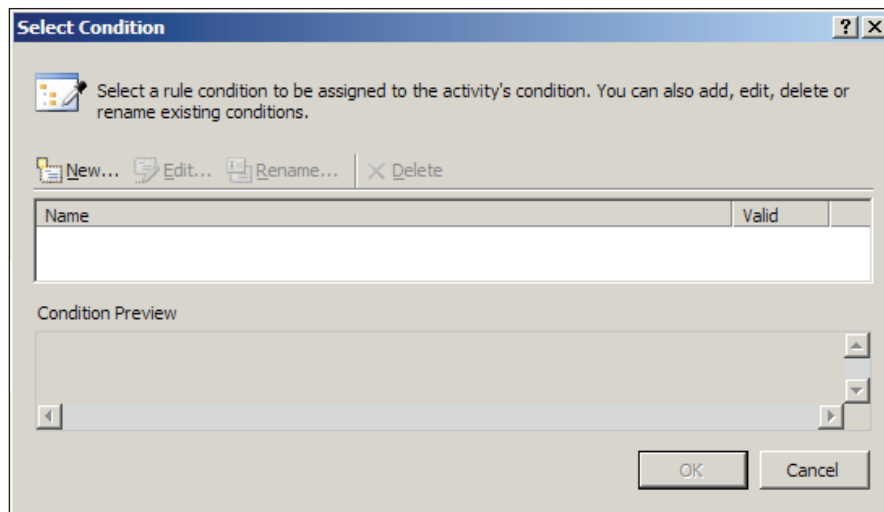 Select Condition
Select a rule condition to be assigned to the activity's condition. You can also add, edit, delete or
rename existing conditions.
New... Edit... Rename... Delete
Name Valid
Condition Preview
OK Cancel